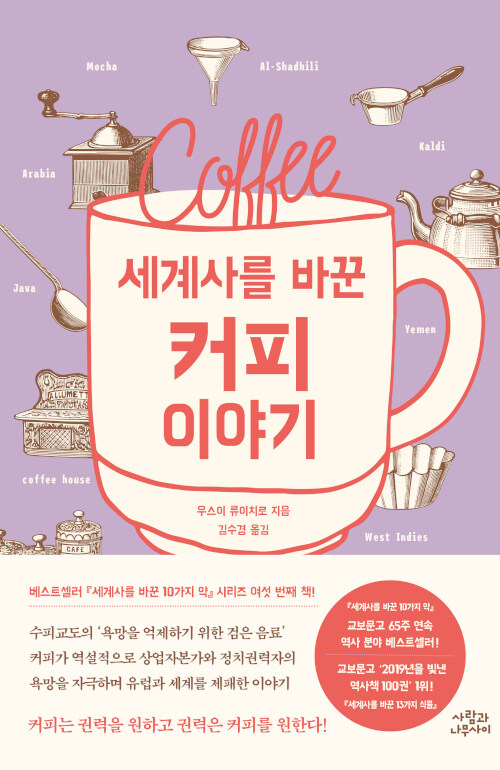 Mocha
Al-Shadhili
Kaldi
Arabia
Coffee
세계사를 바꾼
커피
이야기
Java
Yemen
ALLUMETT
coffee house
CAFE
무스이 류이치로 지음
김수경 옮김
West Indies
베스트셀러 『세계사를 바꾼 10가지 약』 시리즈 여섯 번째 책!
수피교도의 ‘욕망을 억제하기 위한 검은 음료’
커피가 역설적으로 상업자본가와 정치권력자의
욕망을 자극하며 유럽과 세계를 제패한 이야기
커피는 권력을 원하고 권력은 커피를 원한다!
『세계사를 바꾼 10가지 약』
교보문고 65주 연속
역사 분야 베스트셀러!
교보문고 ‘2019년을 빛낸
역사책 100권’ 1위!
『세계사를 바꾼 13가지 식물』
사람과
나무사이